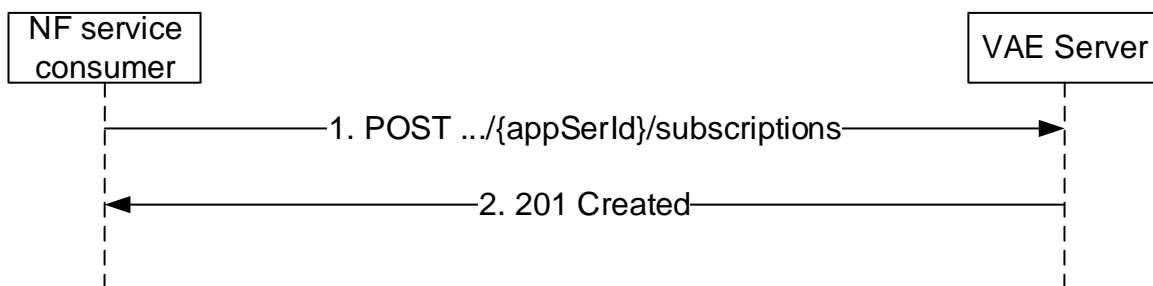 NF service
consumer
VAE Server
1. POST .../{appSerId}/subscriptions
2. 201 Created